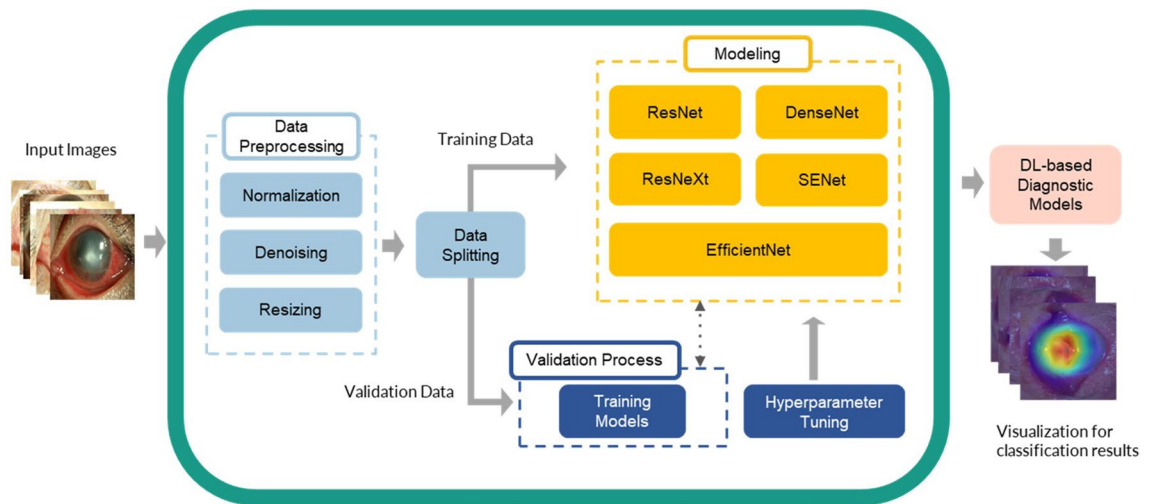 Input Images
Data
Preprocessing
Normalization
Denoising
Resizing
Data
Splitting
Training Data
Validation Data
Modeling
ResNet
DenseNet
ResNeXt
SENet
EfficientNet
Validation Process
Training
Models
Hyperparameter
Tuning
DL-based
Diagnostic
Models
Visualization for
classification results